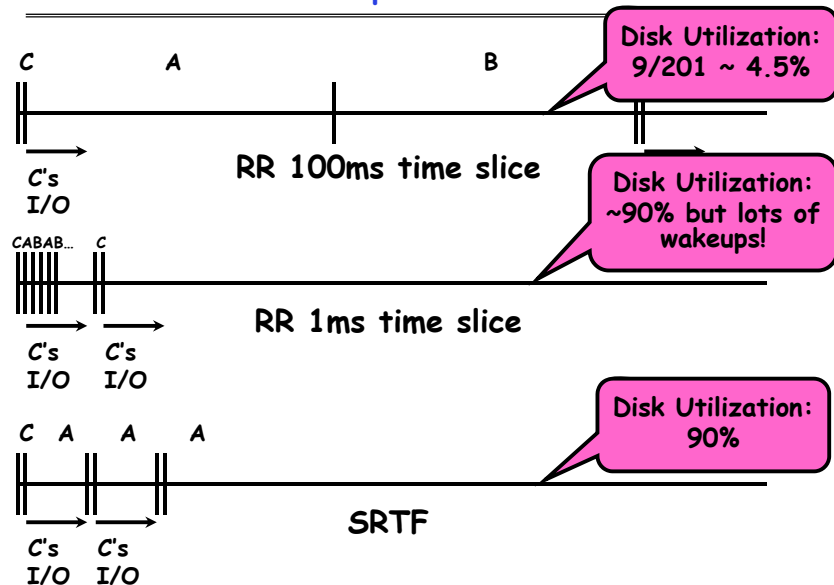 Disk Utilization:
9/201 ~ 4.5%
C A B
C's
I/O
RR 100ms time slice
Disk Utilization:
~90% but lots of
wakeups!
CABAB... C
C's
I/O
C's
I/O
RR 1ms time slice
Disk Utilization:
90%
C A A A
C's
I/O
C's
I/O
SRTF